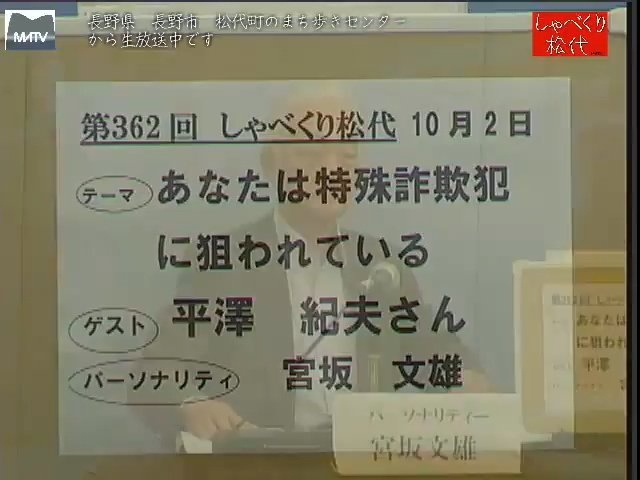 MATV
長野県 長野市 松代町のまち歩きセンター
から生放送中です
しゃべくり
松代
第362回 しゃべくり松代 10月2日
テーマ あなたは特殊詐欺犯
に狙われている
ゲスト 平澤 紀夫さん
パーソナリティ 宮坂 文雄
パーソナリティー
宮坂文雄
あなたは
に狙われ
平澤